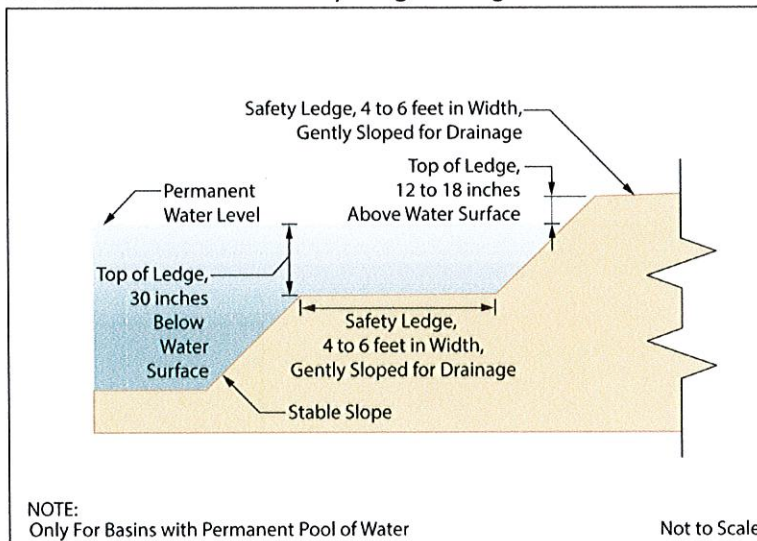 Safety Ledge, 4 to 6 feet in Width,
Gently Sloped for Drainage
Top of Ledge,
12 to 18 inches
Above Water Surface
Permanent
Water Level
Top of Ledge,
30 inches
Below
Water
Surface
Safety Ledge,
4 to 6 feet in Width,
Gently Sloped for Drainage
Stable Slope
NOTE:
Only For Basins with Permanent Pool of Water
Not to Scale